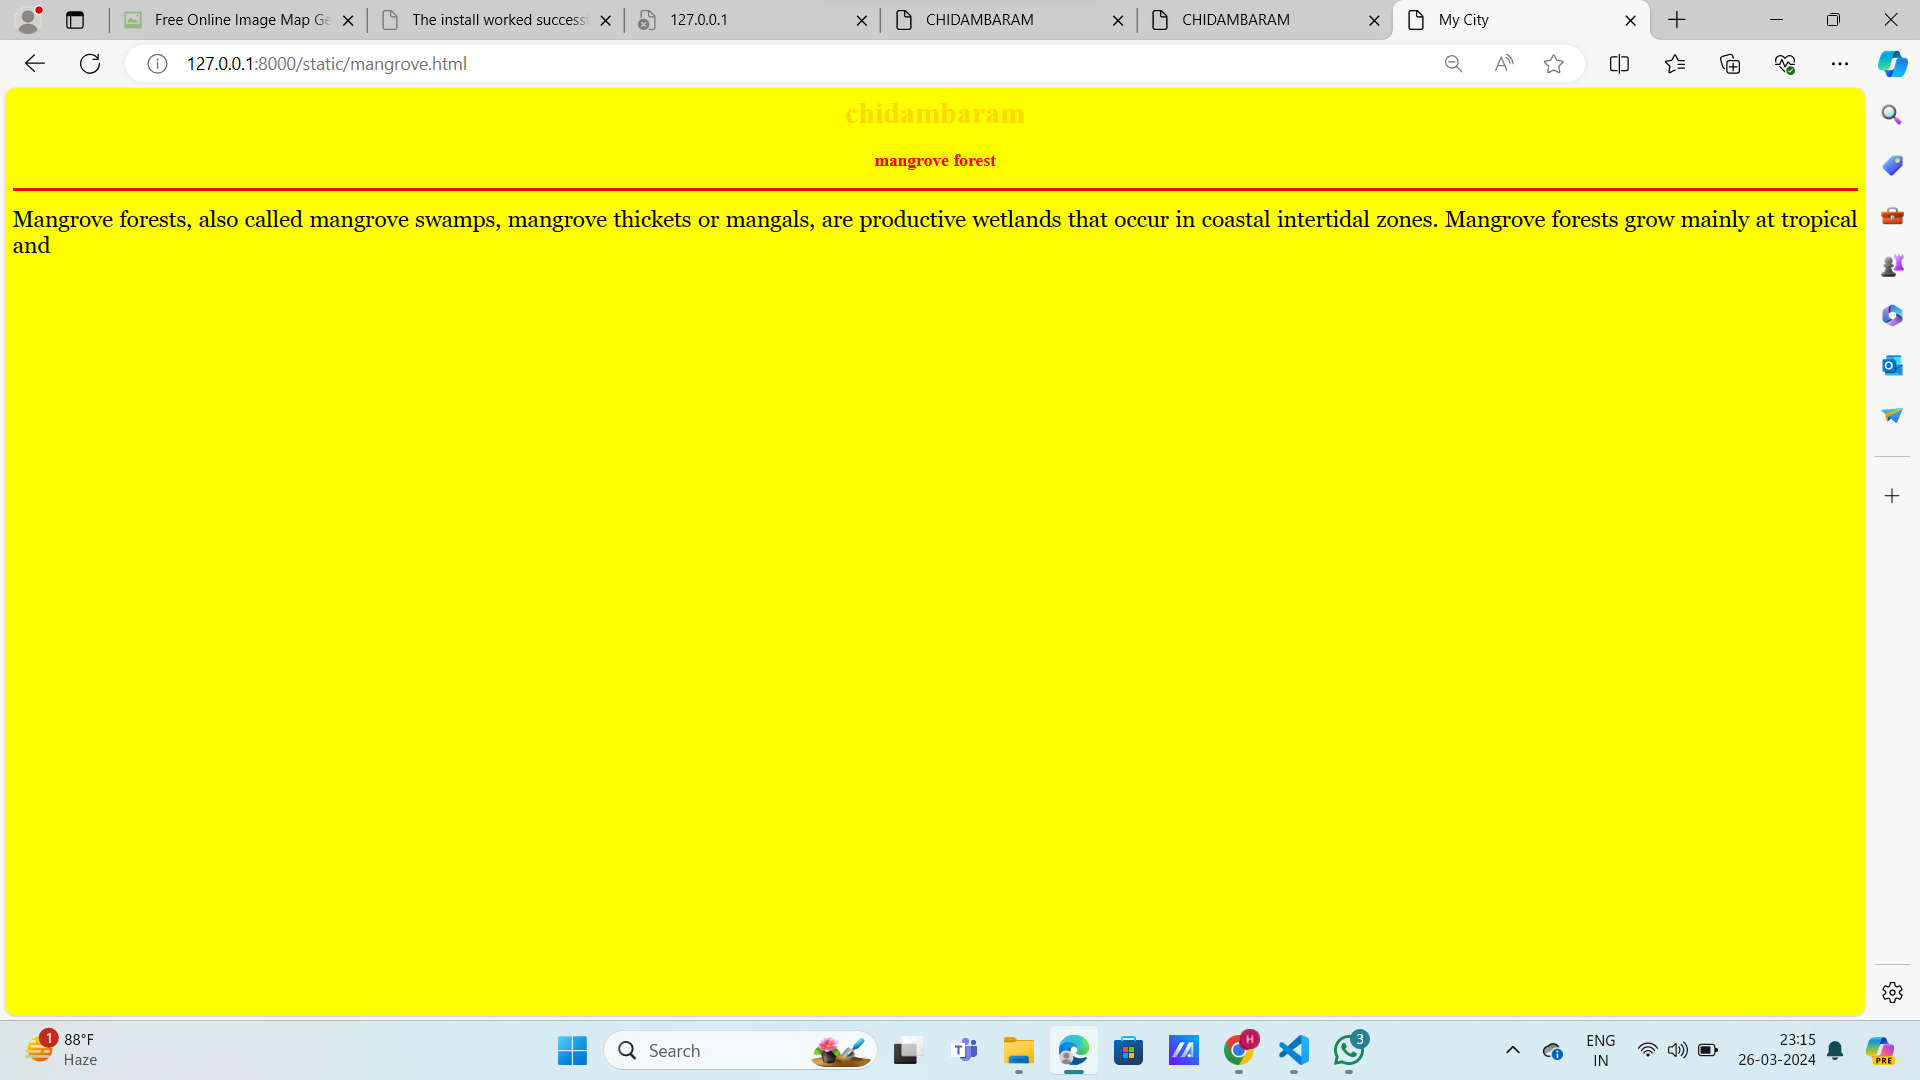 Free Online Image Map Ge
The install worked success
127.0.0.1
CHIDAMBARAM
CHIDAMBARAM
My City
127.0.0.1:8000/static/mangrove.html
chidambaram
mangrove forest
Mangrove forests, also called mangrove swamps, mangrove thickets or mangals, are productive wetlands that occur in coastal intertidal zones. Mangrove forests grow mainly at tropical
and
1
88°F
Haze
Search
H
3
ENG
IN
23:15
26-03-2024
PRE